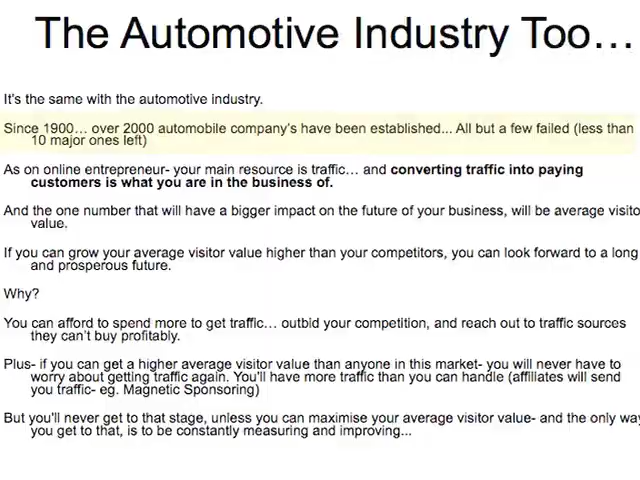 The Automotive Industry Too…
It's the same with the automotive industry.
Since 1900… over 2000 automobile company's have been established... All but a few failed (less than
10 major ones left)
As on online entrepreneur- your main resource is traffic… and converting traffic into paying
customers is what you are in the business of.
And the one number that will have a bigger impact on the future of your business, will be average visito
value.
If you can grow your average visitor value higher than your competitors, you can look forward to a long
and prosperous future.
Why?
You can afford to spend more to get traffic… outbid your competition, and reach out to traffic sources
they can't buy profitably.
Plus- if you can get a higher average visitor value than anyone in this market- you will never have to
worry about getting traffic again. You'll have more traffic than you can handle (affiliates will send
you traffic- eg. Magnetic Sponsoring)
But you'll never get to that stage, unless you can maximise your average visitor value- and the only way
you get to that, is to be constantly measuring and improving...